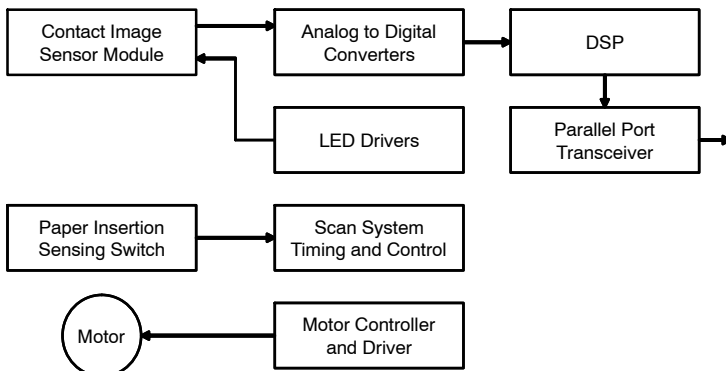 Contact Image
Sensor Module
Analog to Digital
Converters
DSP
LED Drivers
Parallel Port
Transceiver
Paper Insertion
Sensing Switch
Scan System
Timing and Control
Motor
Motor Controller
and Driver